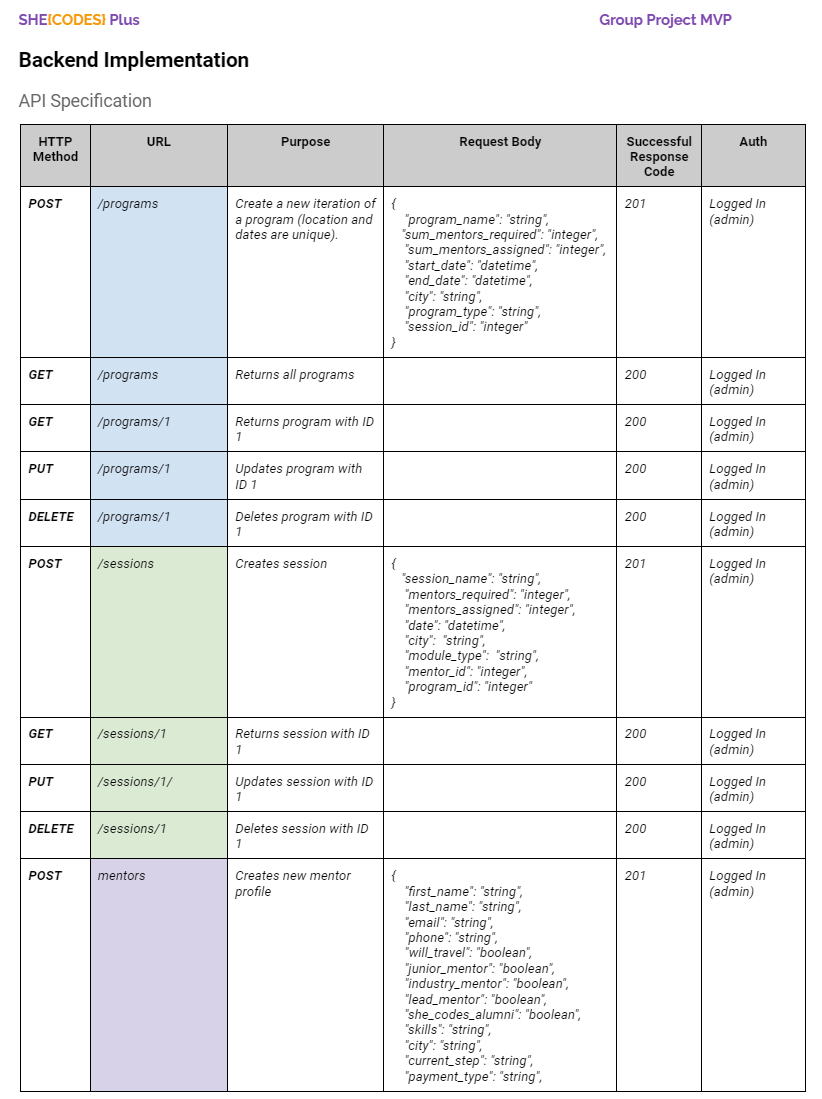 SHE{CODES} Plus Group Project MVP
Backend Implementation
API Specification
HTTP Method URL Purpose Request Body Successful Response Code Auth
POST /programs Create a new iteration of a program (location and dates are unique). { 201 Logged In (admin)
"program_name": "string",
"sum_mentors_required": "integer",
"sum_mentors_assigned": "integer",
"start_date": "datetime",
"end_date": "datetime",
"city": "string",
"program_type": "string",
"session_id": "integer"
}
GET /programs Returns all programs 200 Logged In (admin)
GET /programs/1 Returns program with ID 1 200 Logged In (admin)
PUT /programs/1 Updates program with ID 1 200 Logged In (admin)
DELETE /programs/1 Deletes program with ID 1 200 Logged In (admin)
POST /sessions Creates session { 201 Logged In (admin)
"session_name": "string",
"mentors_required": "integer",
"mentors_assigned": "integer",
"date": "datetime",
"city": "string",
"module_type": "string",
"mentor_id": "integer",
"program_id": "integer"
}
GET /sessions/1 Returns session with ID 1 200 Logged In (admin)
PUT /sessions/1/ Updates session with ID 1 200 Logged In (admin)
DELETE /sessions/1 Deletes session with ID 1 200 Logged In (admin)
POST mentors Creates new mentor profile { 201 Logged In (admin)
"first_name": "string",
"last_name": "string",
"email": "string",
"phone": "string",
"will_travel": "boolean",
"junior_mentor": "boolean",
"industry_mentor": "boolean",
"lead_mentor": "boolean",
"she_codes_alumni": "boolean",
"skills": "string",
"city": "string",
"current_step": "string",
"payment_type": "string",